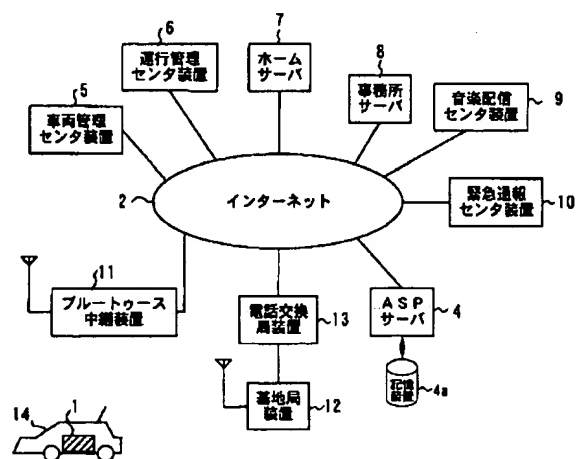 7
6
ホーム
サーバ
運行管理
センタ装置
8
事務所
サーバ
5
車両管理
センタ装置
音楽配信
センタ装置
9
2
インターネット
緊急通報
センタ装置
10
11
ブルートゥース
中継装置
電話交換
局装置
13
ASP
サーバ
4
基地局
装置
12
記憶
装置
4a
14
1